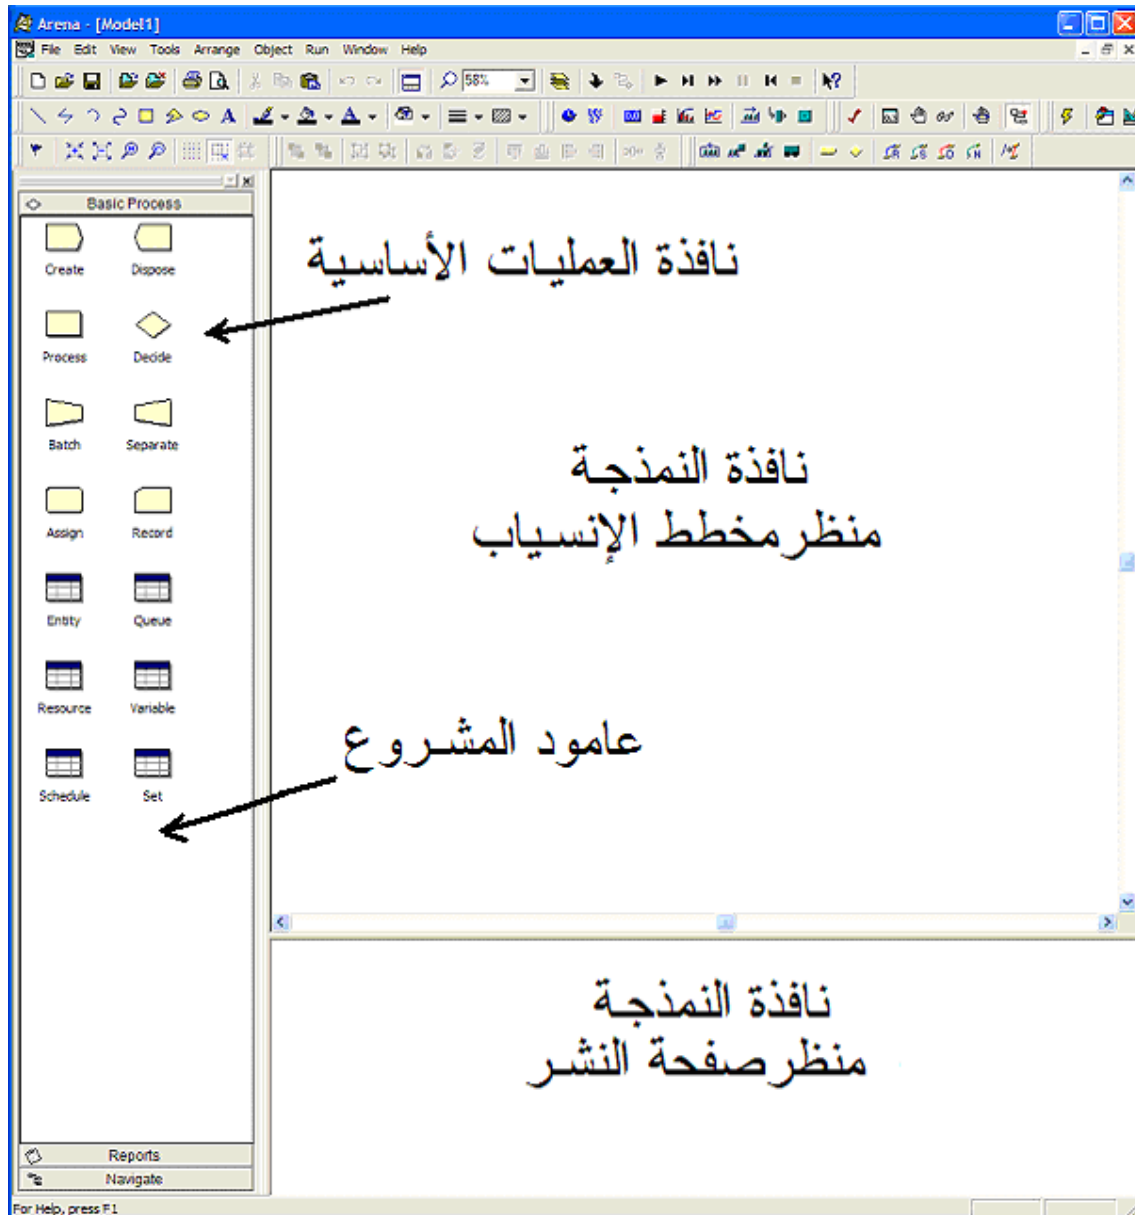 Arena - [Model1]
File Edit View Tools Arrange Object Run Window Help
58%
Basic Process
Create Dispose
Process Decide
Batch Separate
Assign Record
Entity Queue
Resource Variable
Schedule Set
نافذة العمليات الأساسية
نافذة النمذجة
منظر مخطط الإنسياب
عامود المشروع
نافذة النمذجة
منظر صفحة النشر
Reports
Navigate
For Help, press F1